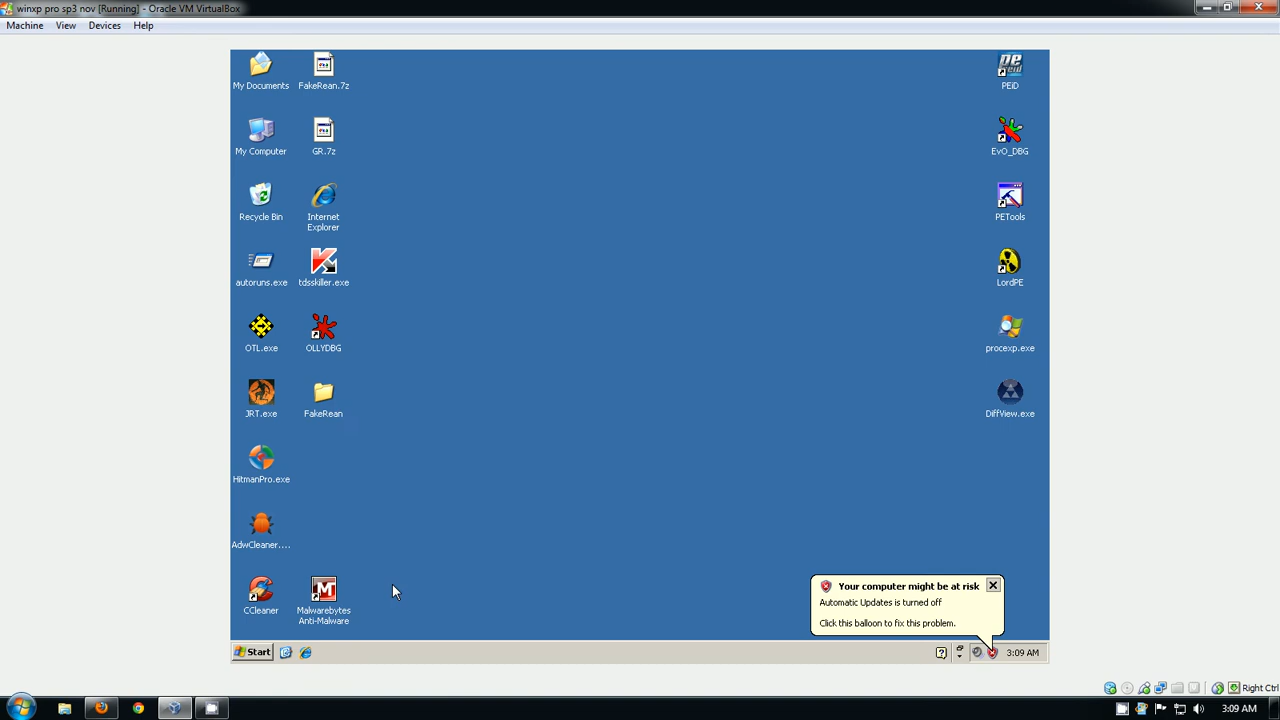 winxp pro sp3 nov [Running] - Oracle VM VirtualBox
Machine View Devices Help
My Documents
FakeRean.7z
PEiD
My Computer
GR.7z
EvO_DBG
Recycle Bin
Internet
Explorer
PETools
autoruns.exe
tdsskiller.exe
LordPE
OTL.exe
OLLYDBG
procexp.exe
JRT.exe
FakeRean
DiffView.exe
HitmanPro.exe
AdwCleaner....
CCleaner
Malwarebytes
Anti-Malware
Your computer might be at risk
Automatic Updates is turned off
Click this balloon to fix this problem.
Start
3:09 AM
Right Ctrl
3:09 AM